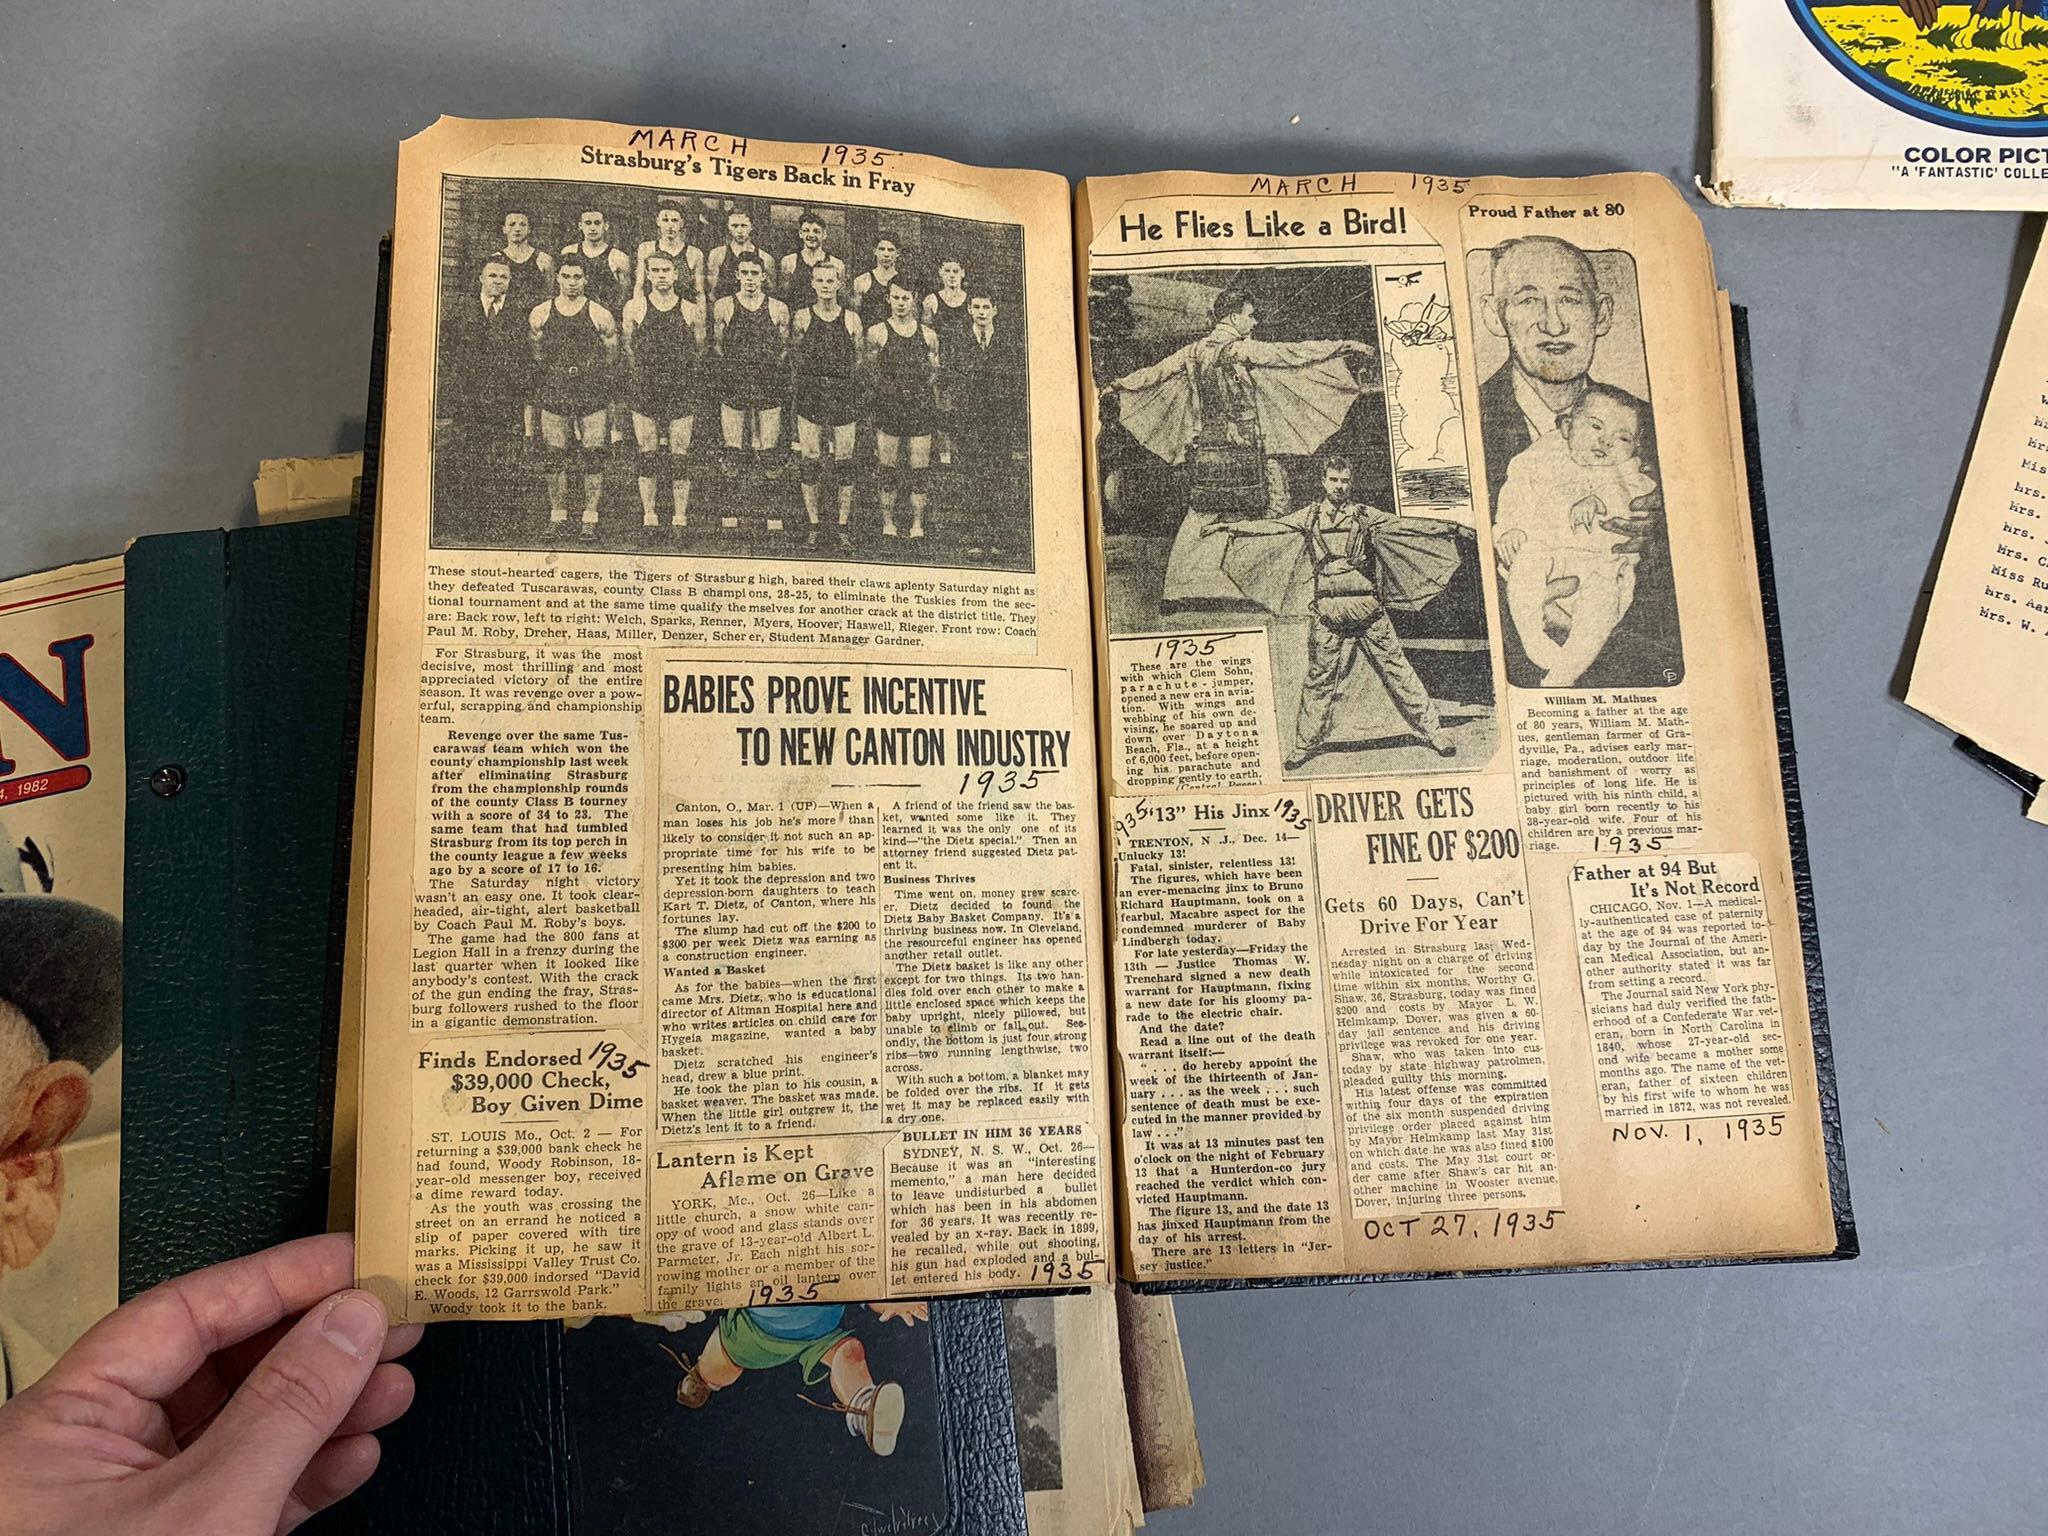 MARCH 1935.
Strasburg's Tigers Back in Fray
These stout-hearted cagers, the Tigers of Strasburg high, bared their claws aplenty Saturday night as
they defeated Tuscarawas, county Class B champions, 28-25, to eliminate the Tuskies from the sec-
tional tournament and at the same time qualify themselves for another crack at the district title. They
are: Back row, left to right: Welch, Sparks, Renner, Myers, Hoover, Haswell, Rieger. Front row: Coach
Paul M. Roby, Dreher, Haas, Miller, Denzer, Scherer, Student Manager Gardner.
For Strasburg, it was the most
decisive, most thrilling and most
appreciated victory of the entire
season. It was revenge over a pow-
erful, scrapping and championship
team.
Revenge over the same Tus-
carawas team which won the
county championship last week
after eliminating Strasburg
from the championship rounds
of the county Class B tourney
with a score of 34 to 23. The
same team that had tumbled
Strasburg from its top perch in
the county league a few weeks
ago by a score of 17 to 16.
The Saturday night victory
wasn't an easy one. It took clear-
headed, air-tight, alert basketball
by Coach Paul M. Roby's boys.
The game had the 800 fans at
Legion Hall in a frenzy during the
last quarter when it looked like
anybody's contest. With the crack
of the gun ending the fray, Stras-
burg followers rushed to the floor
in a gigantic demonstration.
Finds Endorsed 1935
$39,000 Check,
Boy Given Dime
ST. LOUIS Mo., Oct. 2 — For
returning a $39,000 bank check he
had found, Woody Robinson, 18-
year-old messenger boy, received
a dime reward today.
As the youth was crossing the
street on an errand he noticed a
slip of paper covered with tire
marks. Picking it up, he saw it
was a Mississippi Valley Trust Co.
check for $39,000 indorsed "David
E. Woods, 12 Garrswold Park."
Woody took it to the bank.
BABIES PROVE INCENTIVE
TO NEW CANTON INDUSTRY
1935
Canton, O., Mar. 1 (UP)—When a
man loses his job he's more than
likely to consider it not such an ap-
propriate time for his wife to be
presenting him babies.
Yet it took the depression and two
depression-born daughters to teach
Karl T. Dietz, of Canton, where his
fortunes lay.
The slump had cut off the $200 to
$300 per week Dietz was earning as
a construction engineer.
Wanted a Basket
As for the babies—when the first
came Mrs. Dietz, who is educational
director of Altman Hospital here and
who writes articles on child care for
Hygeia magazine, wanted a baby
basket.
Dietz scratched his engineer's
head, drew a blue print.
He took the plan to his cousin, a
basket weaver. The basket was made.
When the little girl outgrew it, the
Dietz's lent it to a friend.
A friend of the friend saw the bas-
ket, wanted some like it. They
learned it was the only one of its
kind—"the Dietz special." Then an
attorney friend suggested Dietz pat-
ent it.
Business Thrives
Time went on, money grew scarc-
er. Dietz decided to found the
Dietz Baby Basket Company. It's a
thriving business now. In Cleveland,
the resourceful engineer has opened
another retail outlet.
The Dietz basket is like any other
except for two things. Its two han-
dles fold over each other to make a
little enclosed space which keeps the
baby upright, nicely pillowed, but
unable to climb or fall out. Sec-
ondly, the bottom is just four strong
ribs—two running lengthwise, two
across.
With such a bottom, a blanket may
be folded over the ribs. If it gets
wet it may be replaced easily with
a dry one.
Lantern is Kept
Aflame on Grave
YORK, Me., Oct. 26—Like a
little church, a snow white can-
opy of wood and glass stands over
the grave of 13-year-old Albert L.
Parmeter, Jr. Each night his sor-
rowing mother or a member of the
family lights an oil lantern over
the grave. 1935
BULLET IN HIM 36 YEARS
SYDNEY, N. S. W., Oct. 26—
Because it was an "interesting
memento," a man here decided
to leave undisturbed a bullet
which has been in his abdomen
for 36 years. It was recently re-
vealed by an x-ray. Back in 1899,
he recalled, while out shooting,
his gun had exploded and a bul-
let entered his body. 1935
MARCH 1935
He Flies Like a Bird!
1935
These are the wings
with which Clem Sohn,
parachute-jumper,
opened a new era in avia-
tion. With wings and
webbing of his own de-
vising, he soared up and
down over Daytona
Beach, Fla., at a height
of 6,000 feet, before open-
ing his parachute and
dropping gently to earth.
"13" His Jinx 1935
TRENTON, N .J., Dec. 14—
Unlucky 13!
Fatal, sinister, relentless 13!
The figures, which have been
an ever-menacing jinx to Bruno
Richard Hauptmann, took on a
fearbul, Macabre aspect for the
condemned murderer of Baby
Lindbergh today.
For late yesterday—Friday the
13th — Justice Thomas W.
Trenchard signed a new death
warrant for Hauptmann, fixing
a new date for his gloomy pa-
rade to the electric chair.
And the date?
Read a line out of the death
warrant itself:—
". . . do hereby appoint the
week of the thirteenth of Jan-
uary . . . as the week . . . such
sentence of death must be exe-
cuted in the manner provided by
law . . ."
It was at 13 minutes past ten
o'clock on the night of February
13 that a Hunterdon-co jury
reached the verdict which con-
victed Hauptmann.
The figure 13, and the date 13
has jinxed Hauptmann from the
day of his arrest.
There are 13 letters in "Jer-
sey justice."
DRIVER GETS
FINE OF $200
Gets 60 Days, Can't
Drive For Year
Arrested in Strasburg last Wed-
nesday night on a charge of driving
while intoxicated for the second
time within six months, Worthy G.
Shaw, 36, Strasburg, today was fined
$200 and costs by Mayor L. W.
Helmkamp, Dover, was given a 60-
day jail sentence and his driving
privilege was revoked for one year.
Shaw, who was taken into cus-
today by state highway patrolmen,
pleaded guilty this morning.
His latest offense was committed
within four days of the expiration
of the six month suspended driving
privilege order placed against him
by Mayor Helmkamp last May 31st
on which date he was also fined $100
and costs. The May 31st court or-
der came after Shaw's car hit an-
other machine in Wooster avenue,
Dover, injuring three persons.
OCT 27, 1935
Proud Father at 80
William M. Mathues
Becoming a father at the age
of 80 years, William M. Math-
ues, gentleman farmer of Gra-
dyville, Pa., advises early mar-
riage, moderation, outdoor life
and banishment of worry as
principles of long life. He is
pictured with his ninth child, a
baby girl born recently to his
38-year-old wife. Four of his
children are by a previous mar-
riage. 1935
Father at 94 But
It's Not Record
CHICAGO, Nov. 1—A medical-
ly-authenticated case of paternity
at the age of 94 was reported to-
day by the Journal of the Ameri-
can Medical Association, but an-
other authority stated it was far
from setting a record.
The Journal said New York phy-
sicians had duly verified the fath-
erhood of a Confederate War vet-
eran, born in North Carolina in
1840, whose 27-year-old sec-
ond wife became a mother some
months ago. The name of the vet-
eran, father of sixteen children
by his first wife to whom he was
married in 1872, was not revealed.
NOV. 1, 1935
COLOR PICT
"A 'FANTASTIC' COLLE
Mis
Mrs.
Mrs.
Mrs. J
Mrs. C
Miss Ru
Mrs. Aar
Mrs. W. A
N
4, 1982